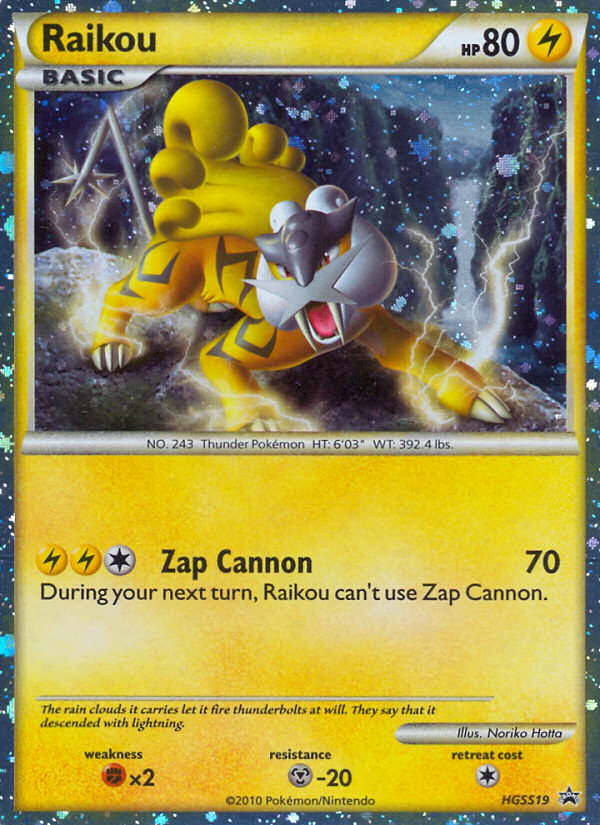 Raikou
HP 80
BASIC
NO. 243 Thunder Pokémon HT: 6'03" WT: 392.4 lbs.
Zap Cannon 70
During your next turn, Raikou can't use Zap Cannon.
The rain clouds it carries let it fire thunderbolts at will. They say that it
descended with lightning.
Illus. Noriko Hotta
weakness resistance retreat cost
×2 -20
©2010 Pokémon/Nintendo HGSS19